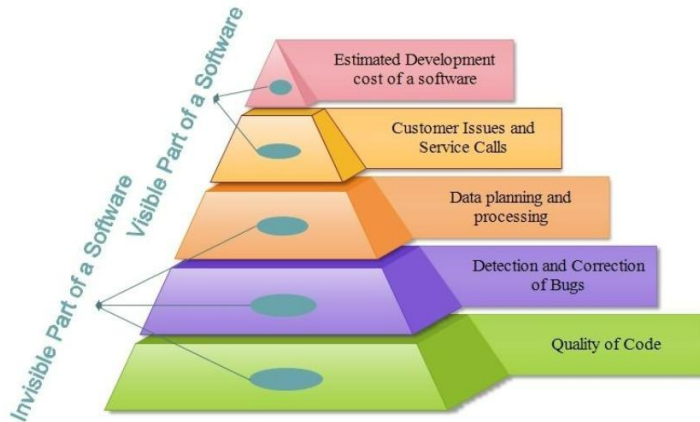 Visible Part of a Software
Invisible Part of a Software
Estimated Development
cost of a software
Customer Issues and
Service Calls
Data planning and
processing
Detection and Correction
of Bugs
Quality of Code